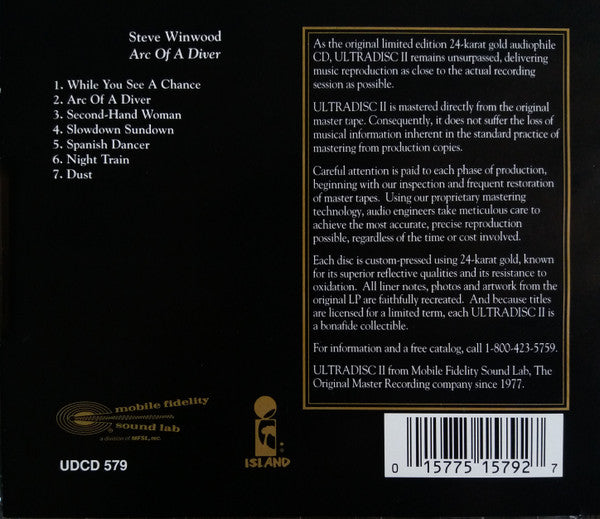 Steve Winwood
Arc Of A Diver
1. While You See A Chance
2. Arc Of A Diver
3. Second-Hand Woman
4. Slowdown Sundown
5. Spanish Dancer
6. Night Train
7. Dust
As the original limited edition 24-karat gold audiophile
CD, ULTRADISC II remains unsurpassed, delivering
music reproduction as close to the actual recording
session as possible.
ULTRADISC II is mastered directly from the original
master tape. Consequently, it does not suffer the loss of
musical information inherent in the standard practice of
mastering from production copies.
Careful attention is paid to each phase of production,
beginning with our inspection and frequent restoration
of master tapes. Using our proprietary mastering
technology, audio engineers take meticulous care to
achieve the most accurate, precise reproduction
possible, regardless of the time or cost involved.
Each disc is custom-pressed using 24-karat gold, known
for its superior reflective qualities and its resistance to
oxidation. All liner notes, photos and artwork from the
original LP are faithfully recreated. And because titles
are licensed for a limited term, each ULTRADISC II is
a bonafide collectible.
For information and a free catalog, call 1-800-423-5759.
ULTRADISC II from Mobile Fidelity Sound Lab, The
Original Master Recording company since 1977.
mobile fidelity
sound lab
a division of MFSL, inc.
UDCD 579
ISLAND
0 15775 15792 7